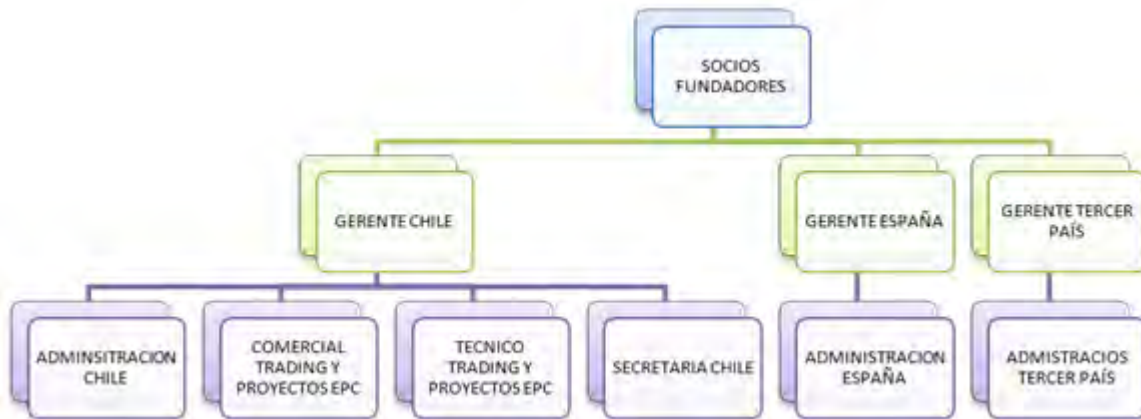 SOCIOS
FUNDADORES
GERENTE CHILE
GERENTE ESPAÑA
GERENTE TERCER
PAÍS
ADMINSITRACION
CHILE
COMERCIAL
TRADING Y
PROYECTOS EPC
TECNICO
TRADING Y
PROYECTOS EPC
SECRETARIA CHILE
ADMINISTRACION
ESPAÑA
ADMISTRACIOS
TERCER PAÍS